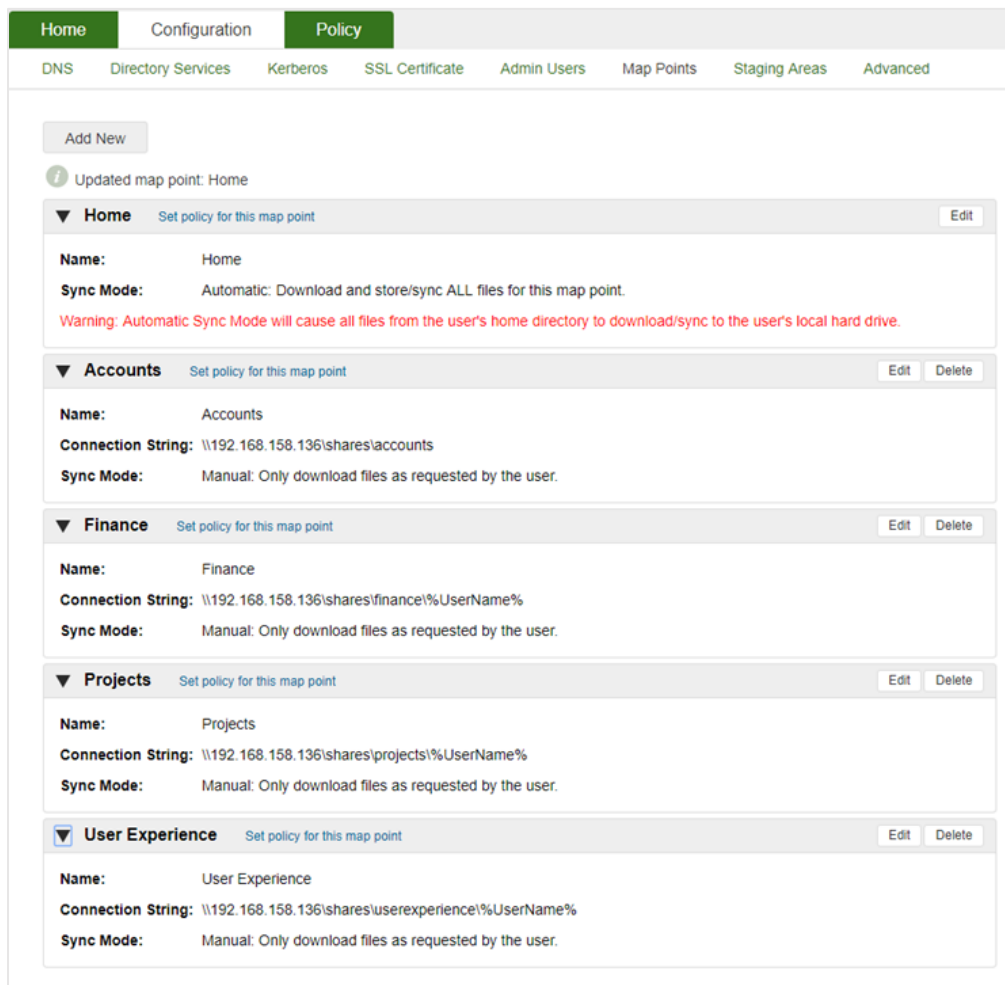 Home Configuration Policy
DNS Directory Services Kerberos SSL Certificate Admin Users Map Points Staging Areas Advanced
Add New
Updated map point: Home
Home Set policy for this map point Edit
Name: Home
Sync Mode: Automatic: Download and store/sync ALL files for this map point.
Warning: Automatic Sync Mode will cause all files from the user's home directory to download/sync to the user's local hard drive.
Accounts Set policy for this map point Edit Delete
Name: Accounts
Connection String: \\192.168.158.136\shares\accounts
Sync Mode: Manual: Only download files as requested by the user.
Finance Set policy for this map point Edit Delete
Name: Finance
Connection String: \\192.168.158.136\shares\finance\%UserName%
Sync Mode: Manual: Only download files as requested by the user.
Projects Set policy for this map point Edit Delete
Name: Projects
Connection String: \\192.168.158.136\shares\projects\%UserName%
Sync Mode: Manual: Only download files as requested by the user.
User Experience Set policy for this map point Edit Delete
Name: User Experience
Connection String: \\192.168.158.136\shares\userexperience\%UserName%
Sync Mode: Manual: Only download files as requested by the user.